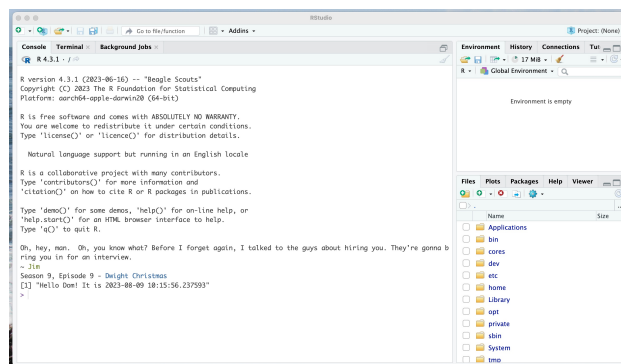 RStudio
Go to file/function
Addins
Project: (None)
Console Terminal Background Jobs
R 4.3.1 · /
R version 4.3.1 (2023-06-16) -- "Beagle Scouts"
Copyright (C) 2023 The R Foundation for Statistical Computing
Platform: aarch64-apple-darwin20 (64-bit)
R is free software and comes with ABSOLUTELY NO WARRANTY.
You are welcome to redistribute it under certain conditions.
Type 'license()' or 'licence()' for distribution details.
Natural language support but running in an English locale
R is a collaborative project with many contributors.
Type 'contributors()' for more information and
'citation()' on how to cite R or R packages in publications.
Type 'demo()' for some demos, 'help()' for on-line help, or
'help.start()' for an HTML browser interface to help.
Type 'q()' to quit R.
Oh, hey, man.  Oh, you know what? Before I forget again, I talked to the guys about hiring you. They're gonna b
ring you in for an interview.
~ Jim
Season 9, Episode 9 - Dwight Christmas
[1] "Hello Dom! It is 2023-08-09 10:15:56.237593"
>
Environment History Connections Tut
17 MiB
R Global Environment
Environment is empty
Files Plots Packages Help Viewer
Name Size
Applications
bin
cores
dev
etc
home
Library
opt
private
sbin
System
tmp